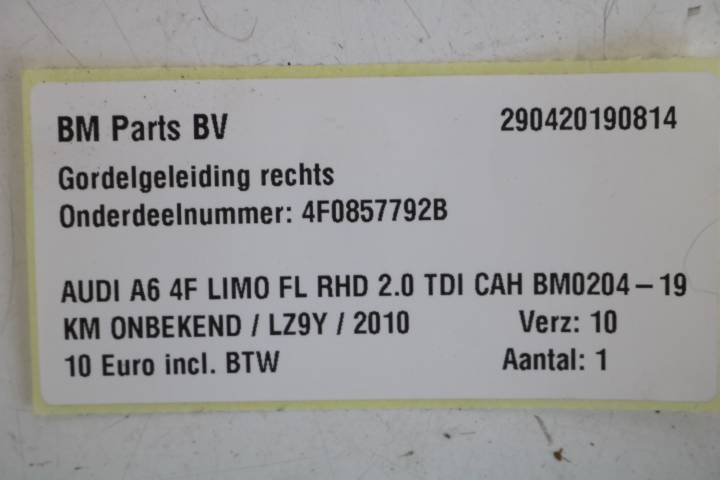 BM Parts BV 290420190814
Gordelgeleiding rechts
Onderdeelnummer: 4F0857792B
AUDI A6 4F LIMO FL RHD 2.0 TDI CAH BM0204-19
KM ONBEKEND / LZ9Y / 2010 Verz: 10
10 Euro incl. BTW Aantal: 1